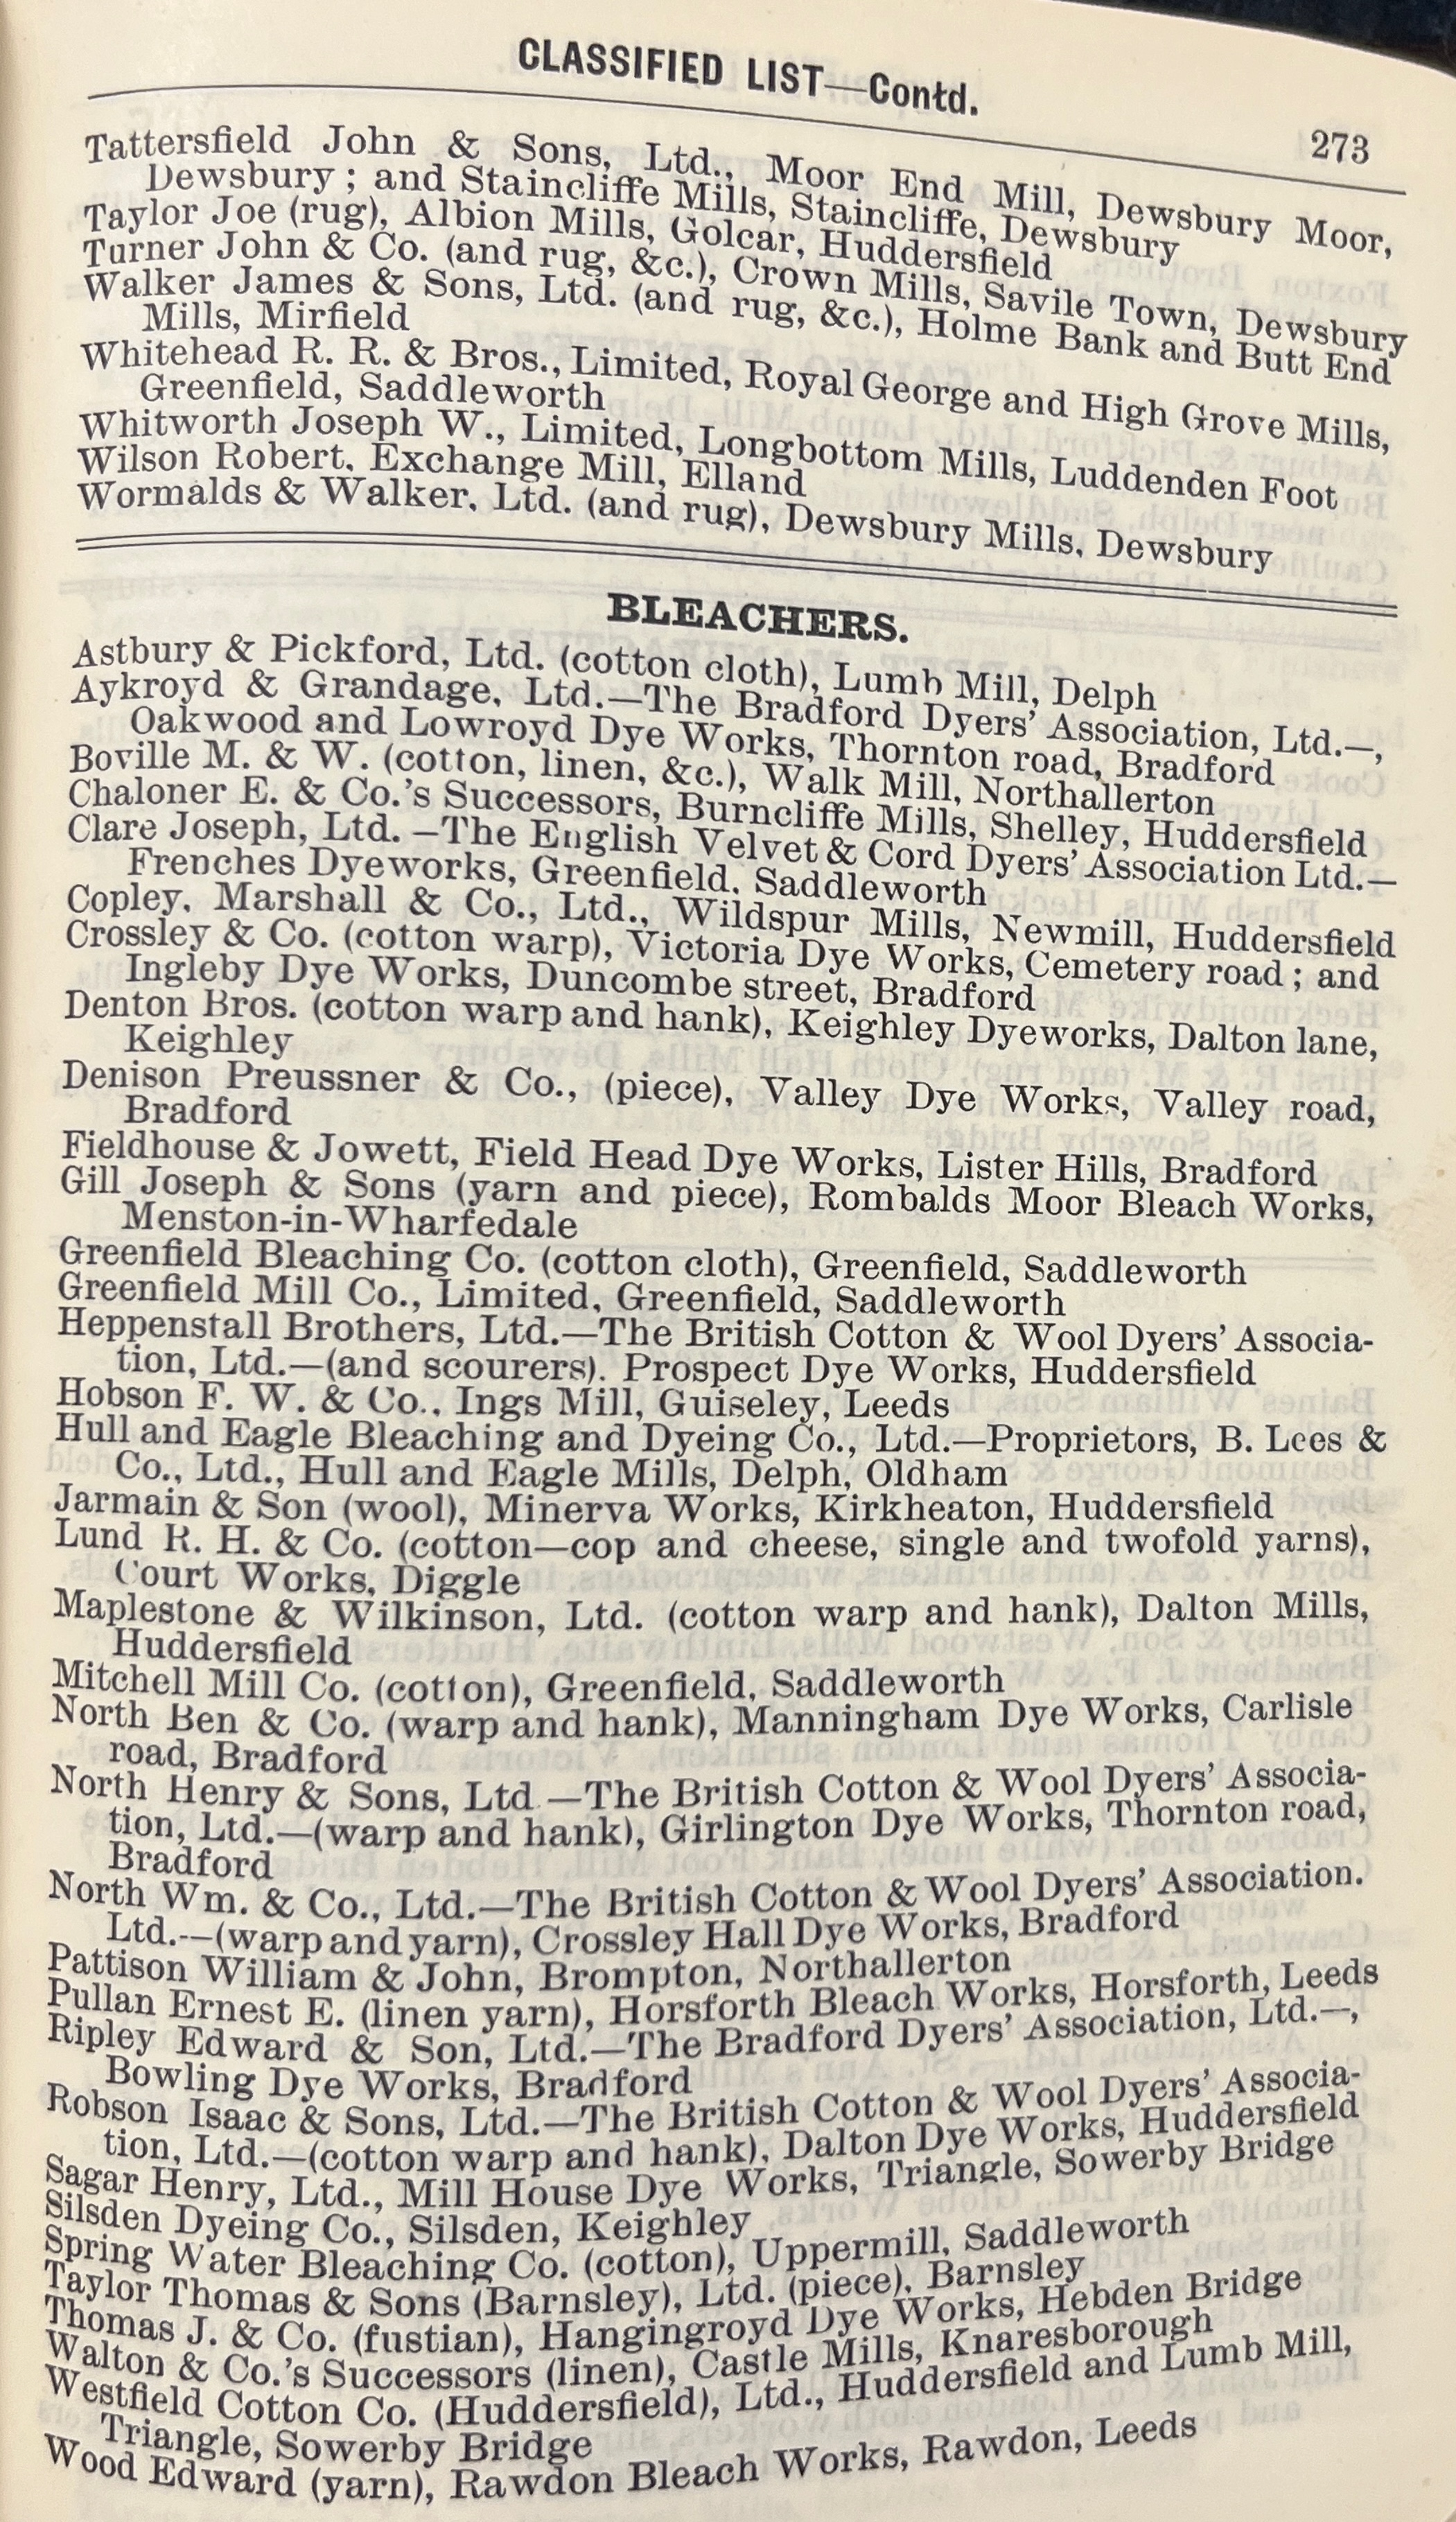 CLASSIFIED LIST—Contd.
273
Tattersfield John & Sons, Ltd., Moor End Mill, Dewsbury Moor,
Dewsbury; and Staincliffe Mills, Staincliffe, Dewsbury
Taylor Joe (rug), Albion Mills, Golcar, Huddersfield
Turner John & Co. (and rug, &c.), Crown Mills, Savile Town, Dewsbury
Walker James & Sons, Ltd. (and rug, &c.), Holme Bank and Butt End
Mills, Mirfield
Whitehead R. R. & Bros., Limited, Royal George and High Grove Mills,
Greenfield, Saddleworth
Whitworth Joseph W., Limited, Longbottom Mills, Luddenden Foot
Wilson Robert, Exchange Mill, Elland
Wormalds & Walker, Ltd. (and rug), Dewsbury Mills, Dewsbury
BLEACHERS.
Astbury & Pickford, Ltd. (cotton cloth), Lumb Mill, Delph
Aykroyd & Grandage, Ltd.—The Bradford Dyers' Association, Ltd.—,
Oakwood and Lowroyd Dye Works, Thornton road, Bradford
Boville M. & W. (cotton, linen, &c.), Walk Mill, Northallerton
Chaloner E. & Co.'s Successors, Burncliffe Mills, Shelley, Huddersfield
Clare Joseph, Ltd.—The English Velvet & Cord Dyers' Association Ltd.—
Frenches Dyeworks, Greenfield, Saddleworth
Copley, Marshall & Co., Ltd., Wildspur Mills, Newmill, Huddersfield
Crossley & Co. (cotton warp), Victoria Dye Works, Cemetery road; and
Ingleby Dye Works, Duncombe street, Bradford
Denton Bros. (cotton warp and hank), Keighley Dyeworks, Dalton lane,
Keighley
Denison Preussner & Co., (piece), Valley Dye Works, Valley road,
Bradford
Fieldhouse & Jowett, Field Head Dye Works, Lister Hills, Bradford
Gill Joseph & Sons (yarn and piece), Rombalds Moor Bleach Works,
Menston-in-Wharfedale
Greenfield Bleaching Co. (cotton cloth), Greenfield, Saddleworth
Greenfield Mill Co., Limited, Greenfield, Saddleworth
Heppenstall Brothers, Ltd.—The British Cotton & Wool Dyers' Associa-
tion, Ltd.—(and scourers). Prospect Dye Works, Huddersfield
Hobson F. W. & Co., Ings Mill, Guiseley, Leeds
Hull and Eagle Bleaching and Dyeing Co., Ltd.—Proprietors, B. Lees &
Co., Ltd., Hull and Eagle Mills, Delph, Oldham
Jarmain & Son (wool), Minerva Works, Kirkheaton, Huddersfield
Lund R. H. & Co. (cotton—cop and cheese, single and twofold yarns),
Court Works, Diggle
Maplestone & Wilkinson, Ltd. (cotton warp and hank), Dalton Mills,
Huddersfield
Mitchell Mill Co. (cotton), Greenfield, Saddleworth
North Ben & Co. (warp and hank), Manningham Dye Works, Carlisle
road, Bradford
North Henry & Sons, Ltd.—The British Cotton & Wool Dyers' Associa-
tion, Ltd.—(warp and hank), Girlington Dye Works, Thornton road,
Bradford
North Wm. & Co., Ltd.—The British Cotton & Wool Dyers' Association.
Ltd.—(warp and yarn), Crossley Hall Dye Works, Bradford
Pattison William & John, Brompton, Northallerton
Pullan Ernest E. (linen yarn), Horsforth Bleach Works, Horsforth, Leeds
Ripley Edward & Son, Ltd.—The Bradford Dyers' Association, Ltd.—,
Bowling Dye Works, Bradford
Robson Isaac & Sons, Ltd.—The British Cotton & Wool Dyers' Associa-
tion, Ltd.—(cotton warp and hank), Dalton Dye Works, Huddersfield
Sagar Henry, Ltd., Mill House Dye Works, Triangle, Sowerby Bridge
Silsden Dyeing Co., Silsden, Keighley
Spring Water Bleaching Co. (cotton), Uppermill, Saddleworth
Taylor Thomas & Sons (Barnsley), Ltd. (piece), Barnsley
Thomas J. & Co. (fustian), Hangingroyd Dye Works, Hebden Bridge
Walton & Co.'s Successors (linen), Castle Mills, Knaresborough
Westfield Cotton Co. (Huddersfield), Ltd., Huddersfield and Lumb Mill,
Triangle, Sowerby Bridge
Wood Edward (yarn), Rawdon Bleach Works, Rawdon, Leeds